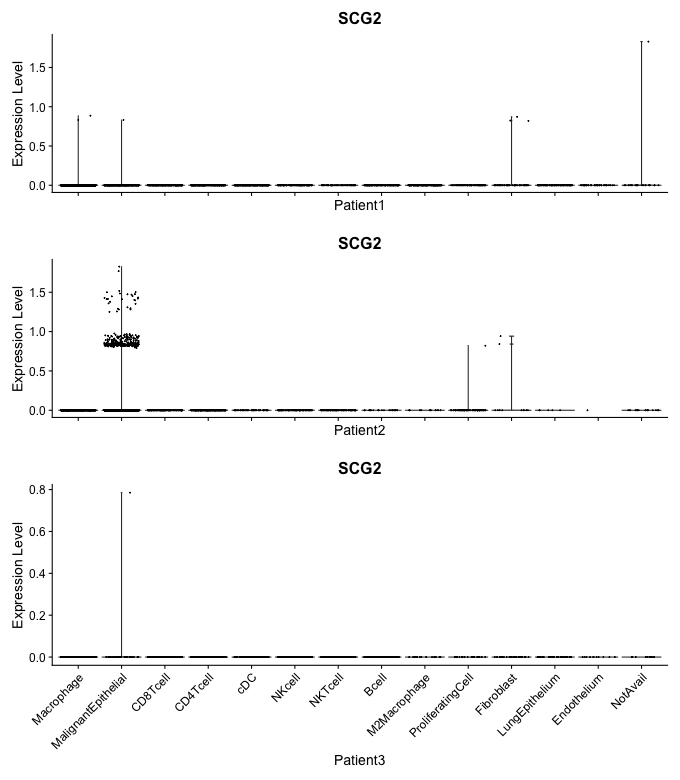 SCG2
Expression Level
1.5
1.0
0.5
0.0
Patient1
SCG2
Expression Level
1.5
1.0
0.5
0.0
Patient2
SCG2
Expression Level
0.8
0.6
0.4
0.2
0.0
Macrophage
MalignantEpithelial
CD8Tcell
CD4Tcell
cDC
NKcell
NKTcell
Bcell
M2Macrophage
ProliferatingCell
Fibroblast
LungEpithelium
Endothelium
NotAvail
Patient3